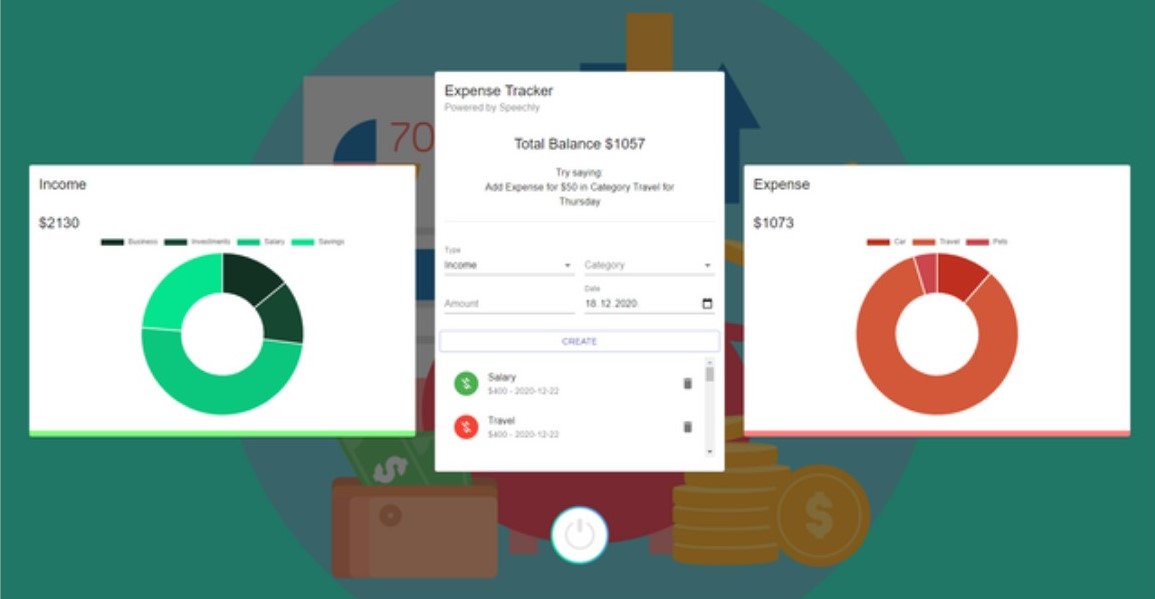 70
Expense Tracker
Powered by Speechly
Total Balance $1057
Try saying:
Add Expense for $50 in Category Travel for
Thursday
Income
$2130
Business Investments Salary Savings
Expense
$1073
Car Travel Pets
Type
Income
Category
Amount
Date
18.12.2020
CREATE
Salary
$400 - 2020-12-22
Travel
$400 - 2020-12-22
$
$